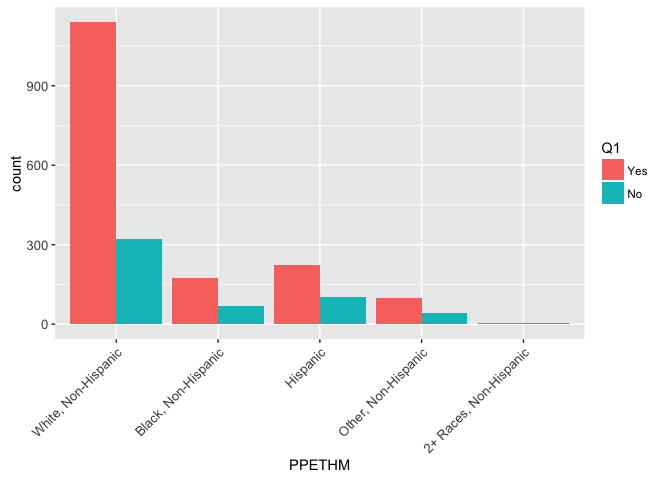 count
900
600
300
0
White, Non-Hispanic
Black, Non-Hispanic
Hispanic
Other, Non-Hispanic
2+ Races, Non-Hispanic
PPETHM
Q1
Yes
No